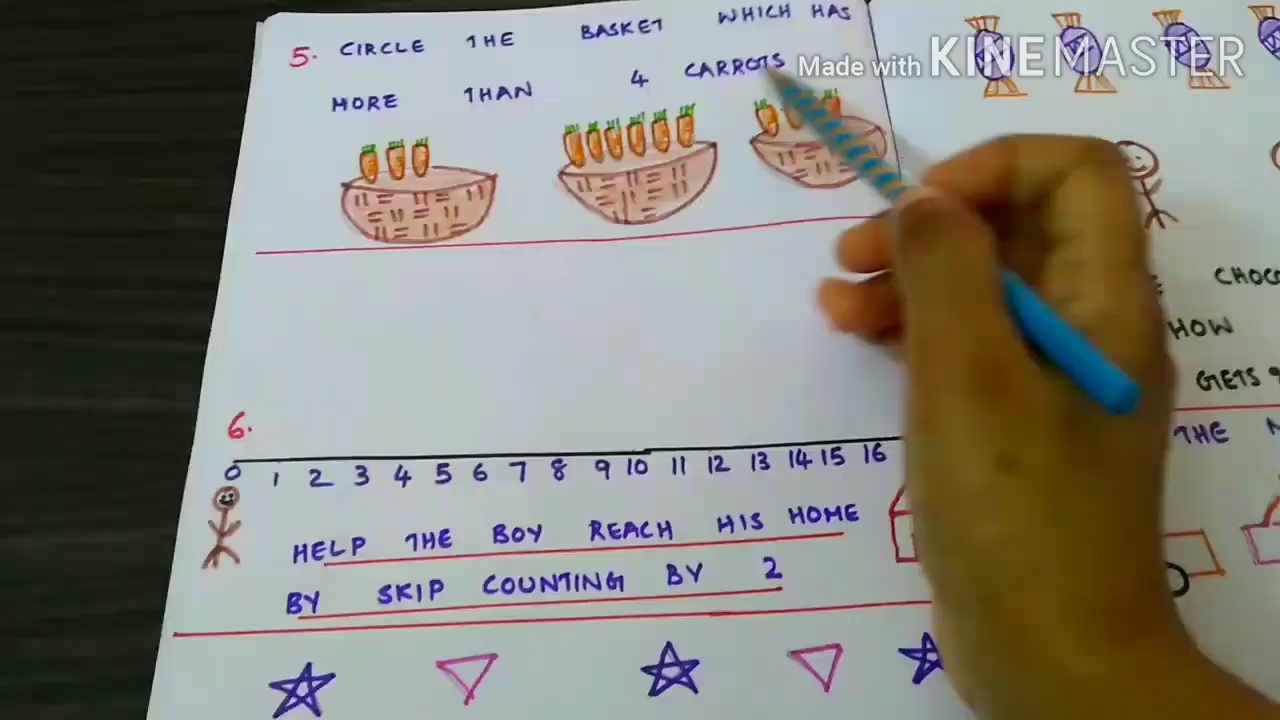 5. CIRCLE THE BASKET WHICH HAS
MORE THAN 4 CARROTS
Made with KINEMASTER
HOW
GETS
6.
0 1 2 3 4 5 6 7 8 9 10 11 12 13 14 15 16
THE
HELP THE BOY REACH HIS HOME
BY SKIP COUNTING BY 2